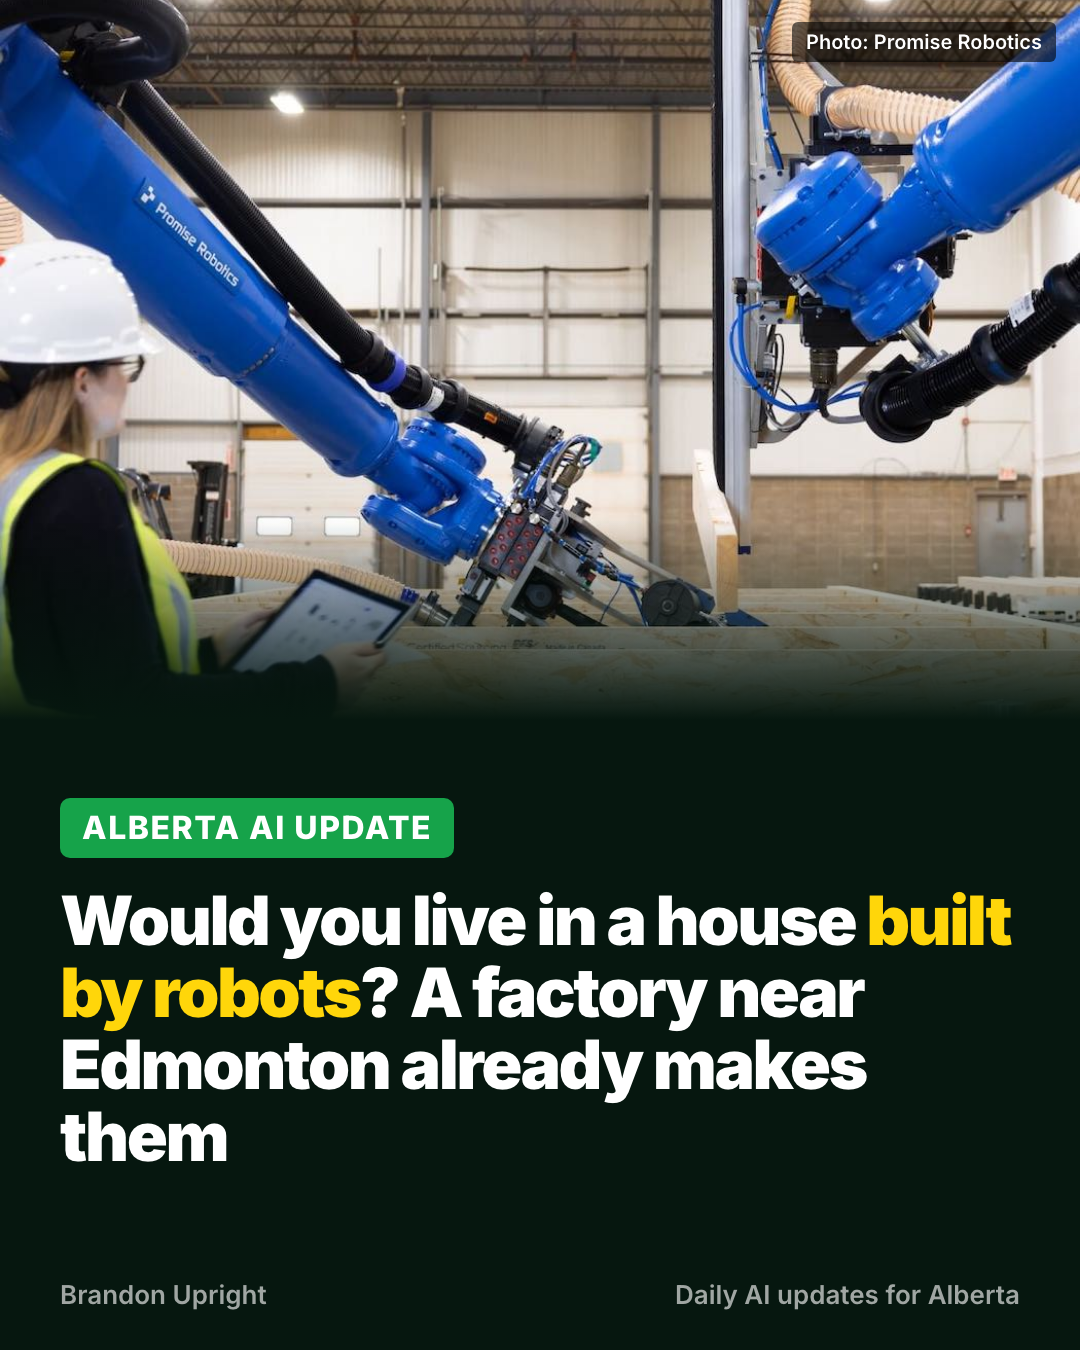 Photo: Promise Robotics
Promise Robotics
ALBERTA AI UPDATE
Would you live in a house built
by robots? A factory near
Edmonton already makes
them
Brandon Upright
Daily AI updates for Alberta